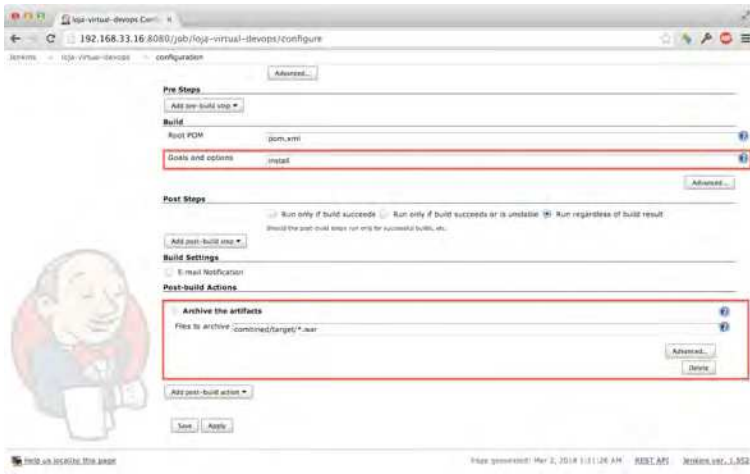 loja-virtual-devops Con
192.168.33.16:8080/job/loja-virtual-devops/configure
Jenkins loja-virtual-devops configuration
Advanced...
Pre Steps
Add pre-build step
Build
Root POM pom.xml
Goals and options install
Advanced...
Post Steps
Run only if build succeeds Run only if build succeeds or is unstable Run regardless of build result
Should the post-build steps run only for successful builds, etc.
Add post-build step
Build Settings
E-mail Notification
Post-build Actions
Archive the artifacts
Files to archive combined/target/*.war
Advanced...
Delete
Add post-build action
Save Apply
Help us localize this page Page generated: Mar 2, 2014 REST API Jenkins ver. 1.552